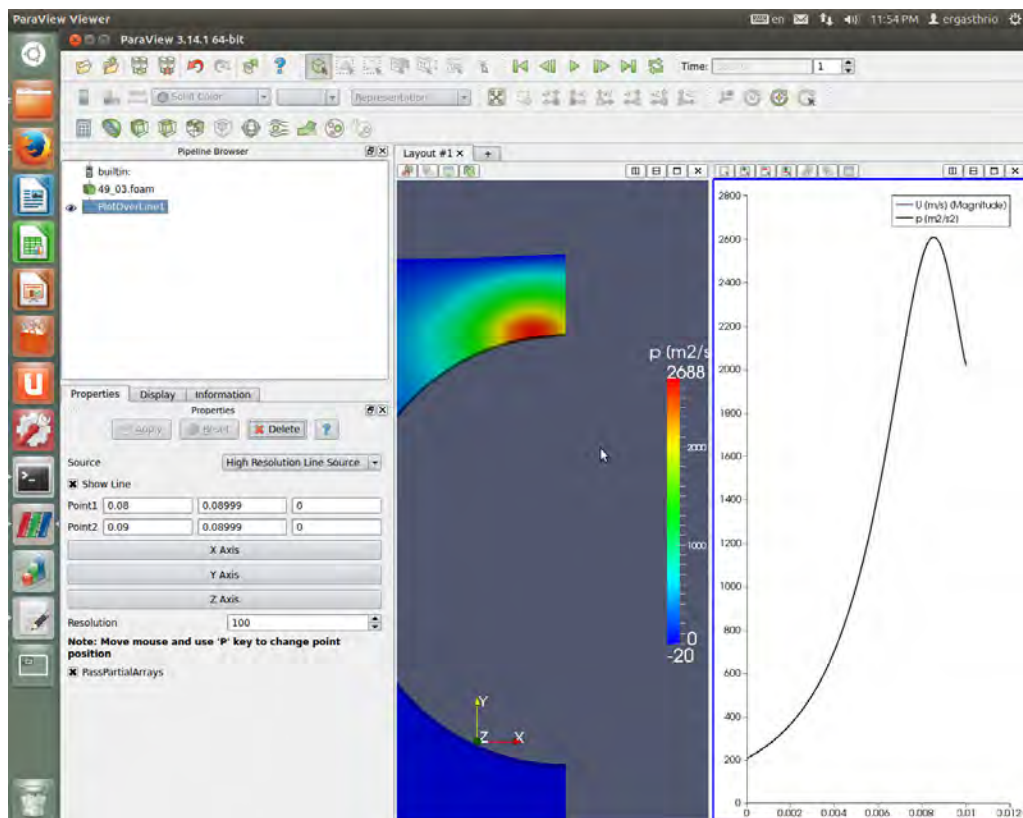 ParaView Viewer
en
11:54 PM
ergasthrio
ParaView 3.14.1 64-bit
Time:
1
Solid Color
Representation
Pipeline Browser
builtin:
49_03.foam
PlotOverLine1
Properties
Display
Information
Properties
Apply
Reset
Delete
?
Source
High Resolution Line Source
Show Line
Point1
0.08
0.08999
0
Point2
0.09
0.08999
0
X Axis
Y Axis
Z Axis
Resolution
100
Note: Move mouse and use 'P' key to change point
position
PassPartialArrays
Layout #1
p (m2/s
2688
2000
1000
0
-20
Y
Z
X
U (m/s) (Magnitude)
p (m2/s2)
2800
2600
2400
2200
2000
1800
1600
1400
1200
1000
800
600
400
200
0
0
0.002
0.004
0.006
0.008
0.01
0.012